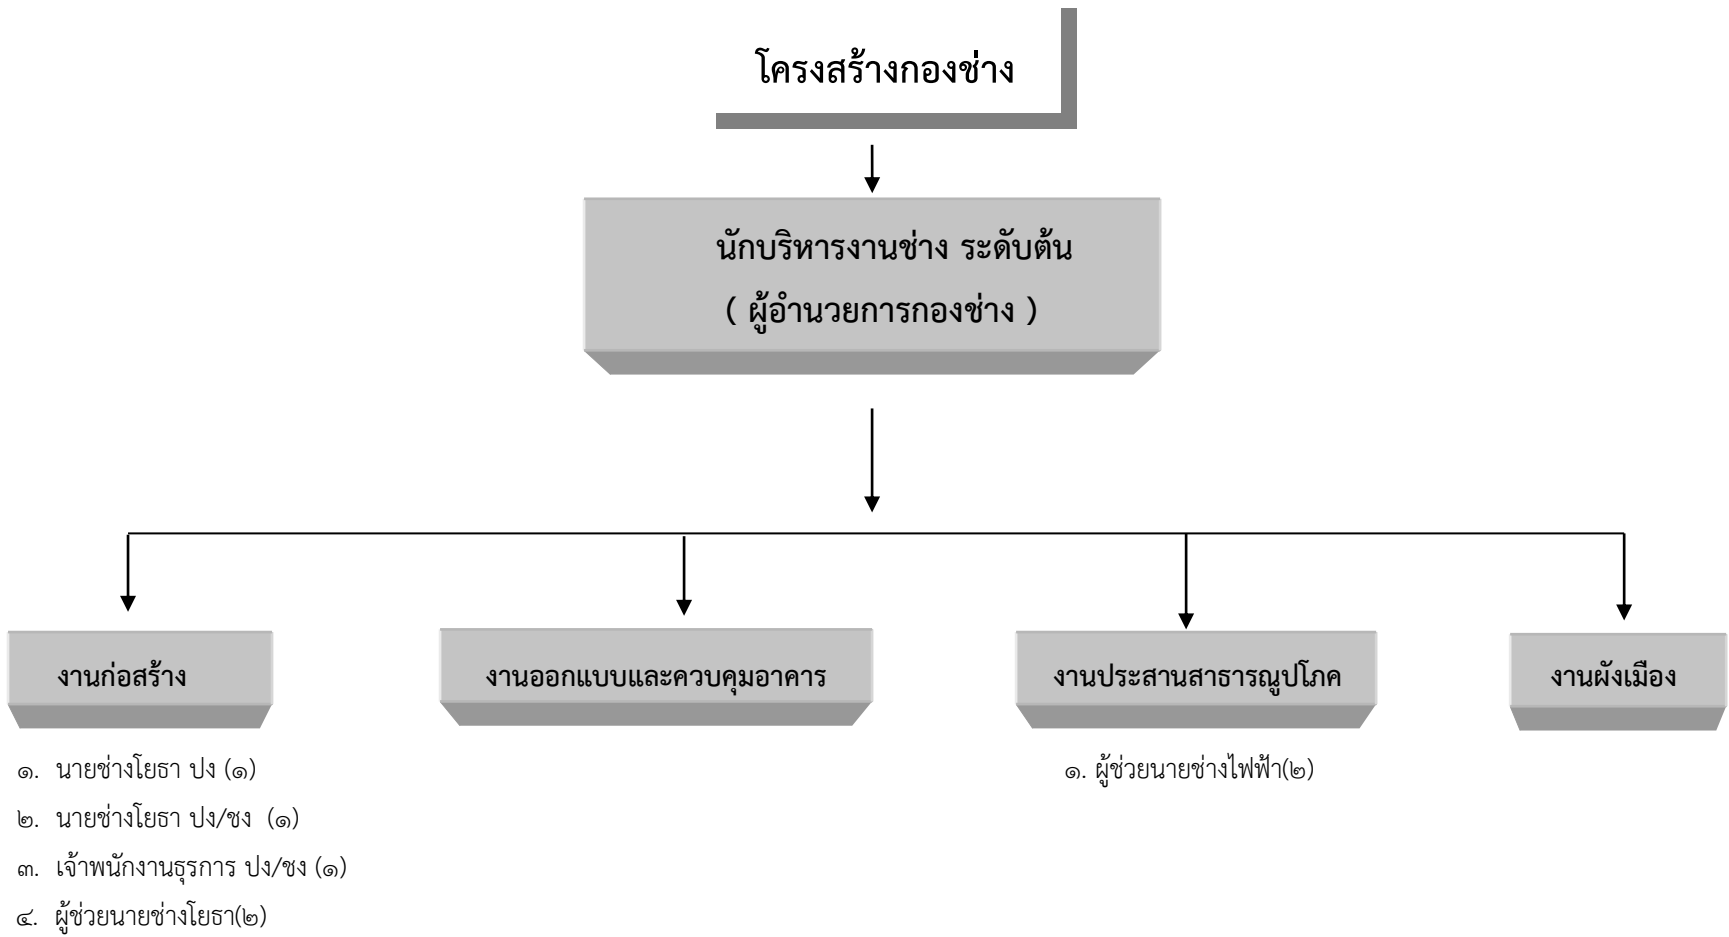 โครงสร้างกองช่าง
นักบริหารงานช่าง ระดับต้น
( ผู้อำนวยการกองช่าง )
งานก่อสร้าง
งานออกแบบและควบคุมอาคาร
งานประสานสาธารณูปโภค
งานผังเมือง
๑. นายช่างโยธา ปง (๑)
๒. นายช่างโยธา ปง/ชง (๑)
๓. เจ้าพนักงานธุรการ ปง/ชง (๑)
๔. ผู้ช่วยนายช่างโยธา(๒)
๑. ผู้ช่วยนายช่างไฟฟ้า(๒)